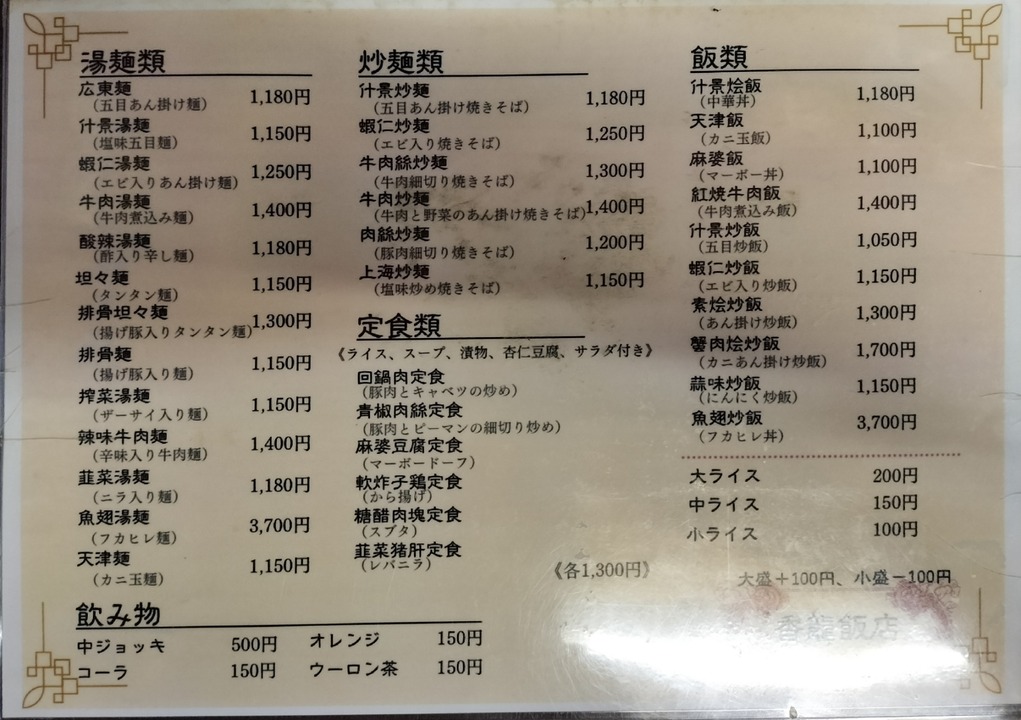 湯麺類
広東麺 1,180円
(五目あん掛け麺)
什景湯麺 1,150円
(塩味五目麺)
蝦仁湯麺 1,250円
(エビ入りあん掛け麺)
牛肉湯麺 1,400円
(牛肉煮込み麺)
酸辣湯麺 1,180円
(酢入り辛し麺)
坦々麺 1,150円
(タンタン麺)
排骨坦々麺 1,300円
(揚げ豚入りタンタン麺)
排骨麺 1,150円
(揚げ豚入り麺)
搾菜湯麺 1,150円
(ザーサイ入り麺)
辣味牛肉麺 1,400円
(辛味入り牛肉麺)
韮菜湯麺 1,180円
(ニラ入り麺)
魚翅湯麺 3,700円
(フカヒレ麺)
天津麺 1,150円
(カニ玉麺)
炒麺類
什景炒麺 1,180円
(五目あん掛け焼きそば)
蝦仁炒麺 1,250円
(エビ入り焼きそば)
牛肉絲炒麺 1,300円
(牛肉細切り焼きそば)
牛肉炒麺 1,400円
(牛肉と野菜のあん掛け焼きそば)
肉絲炒麺 1,200円
(豚肉細切り焼きそば)
上海炒麺 1,150円
(塩味炒め焼きそば)
定食類
《ライス、スープ、漬物、杏仁豆腐、サラダ付き》
回鍋肉定食
(豚肉とキャベツの炒め)
青椒肉絲定食
(豚肉とピーマンの細切り炒め)
麻婆豆腐定食
(マーボードーフ)
軟炸子鶏定食
(から揚げ)
糖醋肉塊定食
(スブタ)
韮菜猪肝定食
(レバニラ)
《各1,300円》
飯類
什景烩飯 1,180円
(中華丼)
天津飯 1,100円
(カニ玉飯)
麻婆飯 1,100円
(マーボー丼)
紅焼牛肉飯 1,400円
(牛肉煮込み飯)
什景炒飯 1,050円
(五目炒飯)
蝦仁炒飯 1,150円
(エビ入り炒飯)
素烩炒飯 1,300円
(あん掛け炒飯)
蟹肉烩炒飯 1,700円
(カニあん掛け炒飯)
蒜味炒飯 1,150円
(にんにく炒飯)
魚翅炒飯 3,700円
(フカヒレ丼)
大ライス 200円
中ライス 150円
小ライス 100円
大盛＋100円、小盛－100円
香龍飯店
飲み物
中ジョッキ 500円 オレンジ 150円
コーラ 150円 ウーロン茶 150円